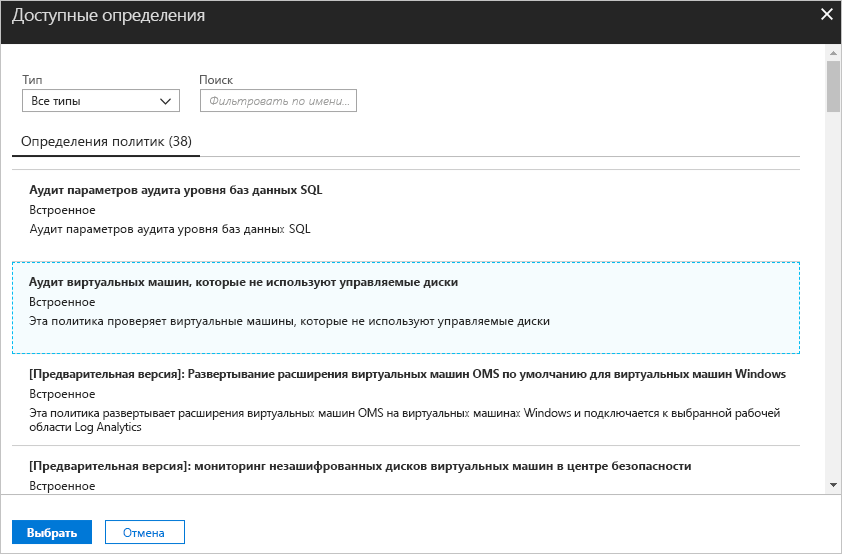 Доступные определения
Тип
Поиск
Все типы
Фильтровать по имени...
Определения политик (38)
Аудит параметров аудита уровня баз данных SQL
Встроенное
Аудит параметров аудита уровня баз данных SQL
Аудит виртуальных машин, которые не используют управляемые диски
Встроенное
Эта политика проверяет виртуальные машины, которые не используют управляемые диски
[Предварительная версия]: Развертывание расширения виртуальных машин OMS по умолчанию для виртуальных машин Windows
Встроенное
Эта политика развертывает расширения виртуальных машин OMS на виртуальных машинах Windows и подключается к выбранной рабочей
области Log Analytics
[Предварительная версия]: мониторинг незашифрованных дисков виртуальных машин в центре безопасности
Встроенное
Выбрать
Отмена